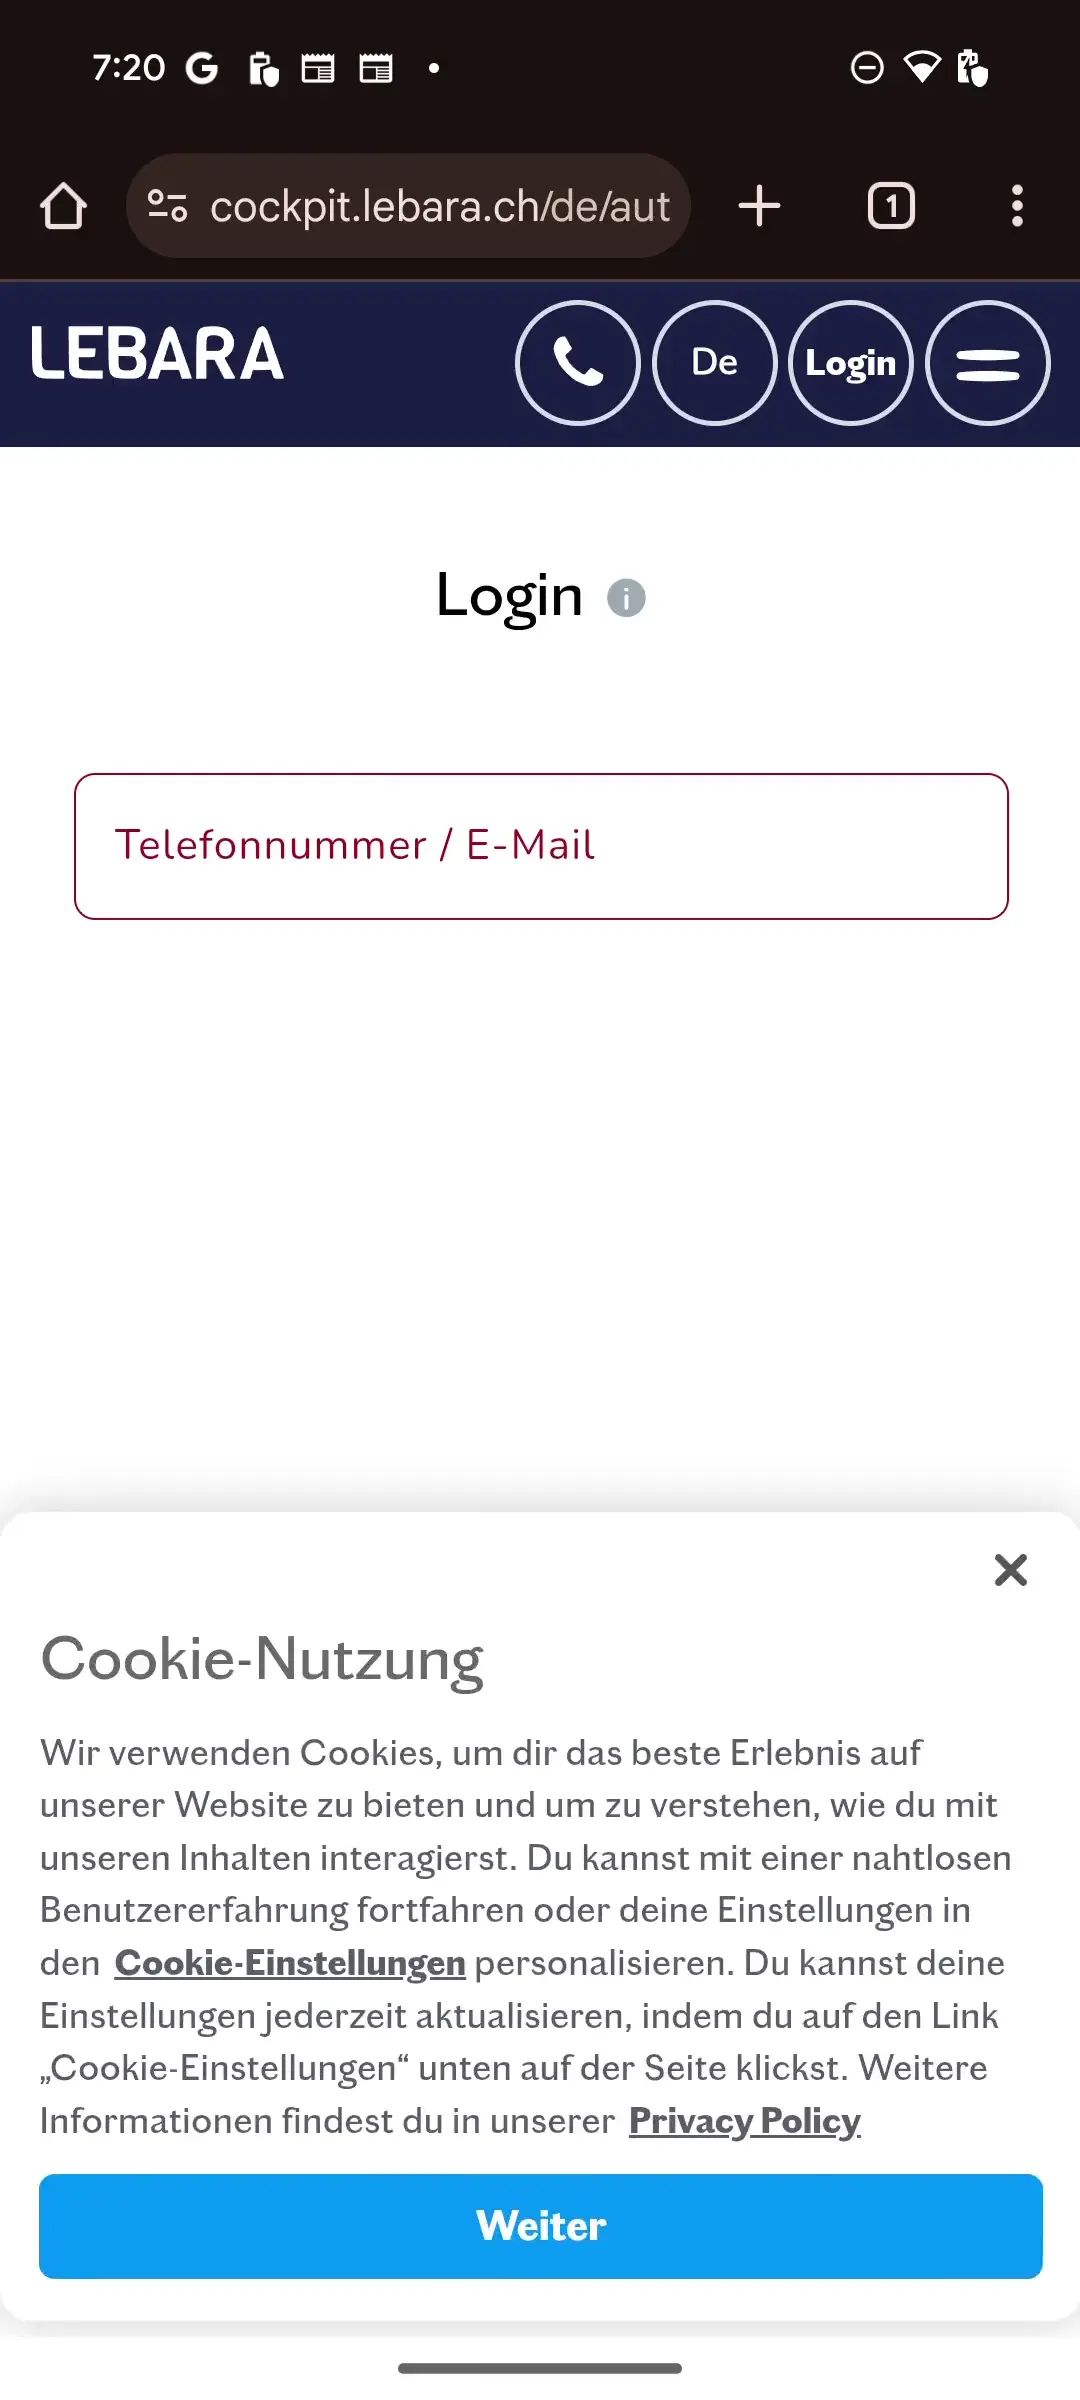 7:20
cockpit.lebara.ch/de/aut
1
LEBARA
De
Login
Login
Telefonnummer / E-Mail
Cookie-Nutzung
Wir verwenden Cookies, um dir das beste Erlebnis auf
unserer Website zu bieten und um zu verstehen, wie du mit
unseren Inhalten interagierst. Du kannst mit einer nahtlosen
Benutzererfahrung fortfahren oder deine Einstellungen in
den Cookie-Einstellungen personalisieren. Du kannst deine
Einstellungen jederzeit aktualisieren, indem du auf den Link
„Cookie-Einstellungen“ unten auf der Seite klickst. Weitere
Informationen findest du in unserer Privacy Policy
Weiter